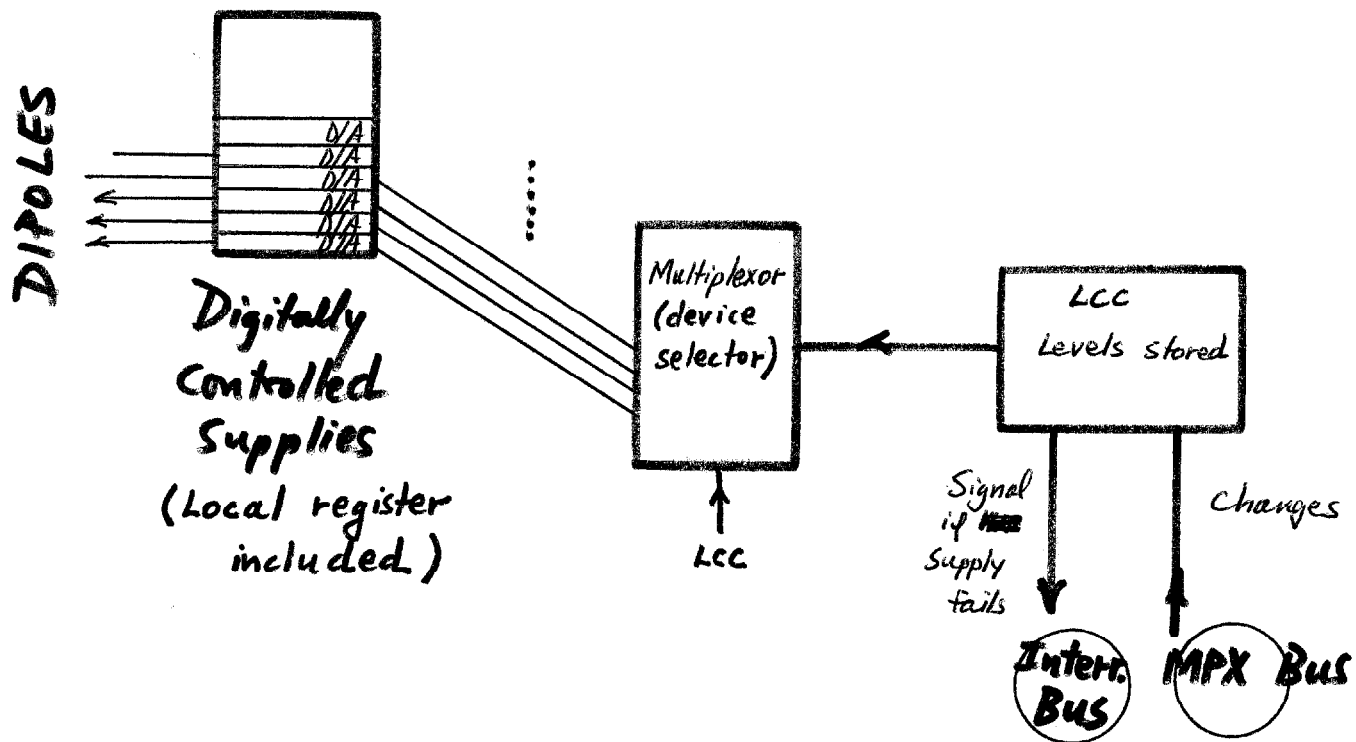 DIPOLES
D/A
D/A
D/A
D/A
D/A
D/A
Digitally
Controlled
Supplies
(Local register
included)
Multiplexor
(device
selector)
LCC
LCC
Levels stored
Signal
if
Supply
fails
Changes
Interr.
Bus
MPX Bus